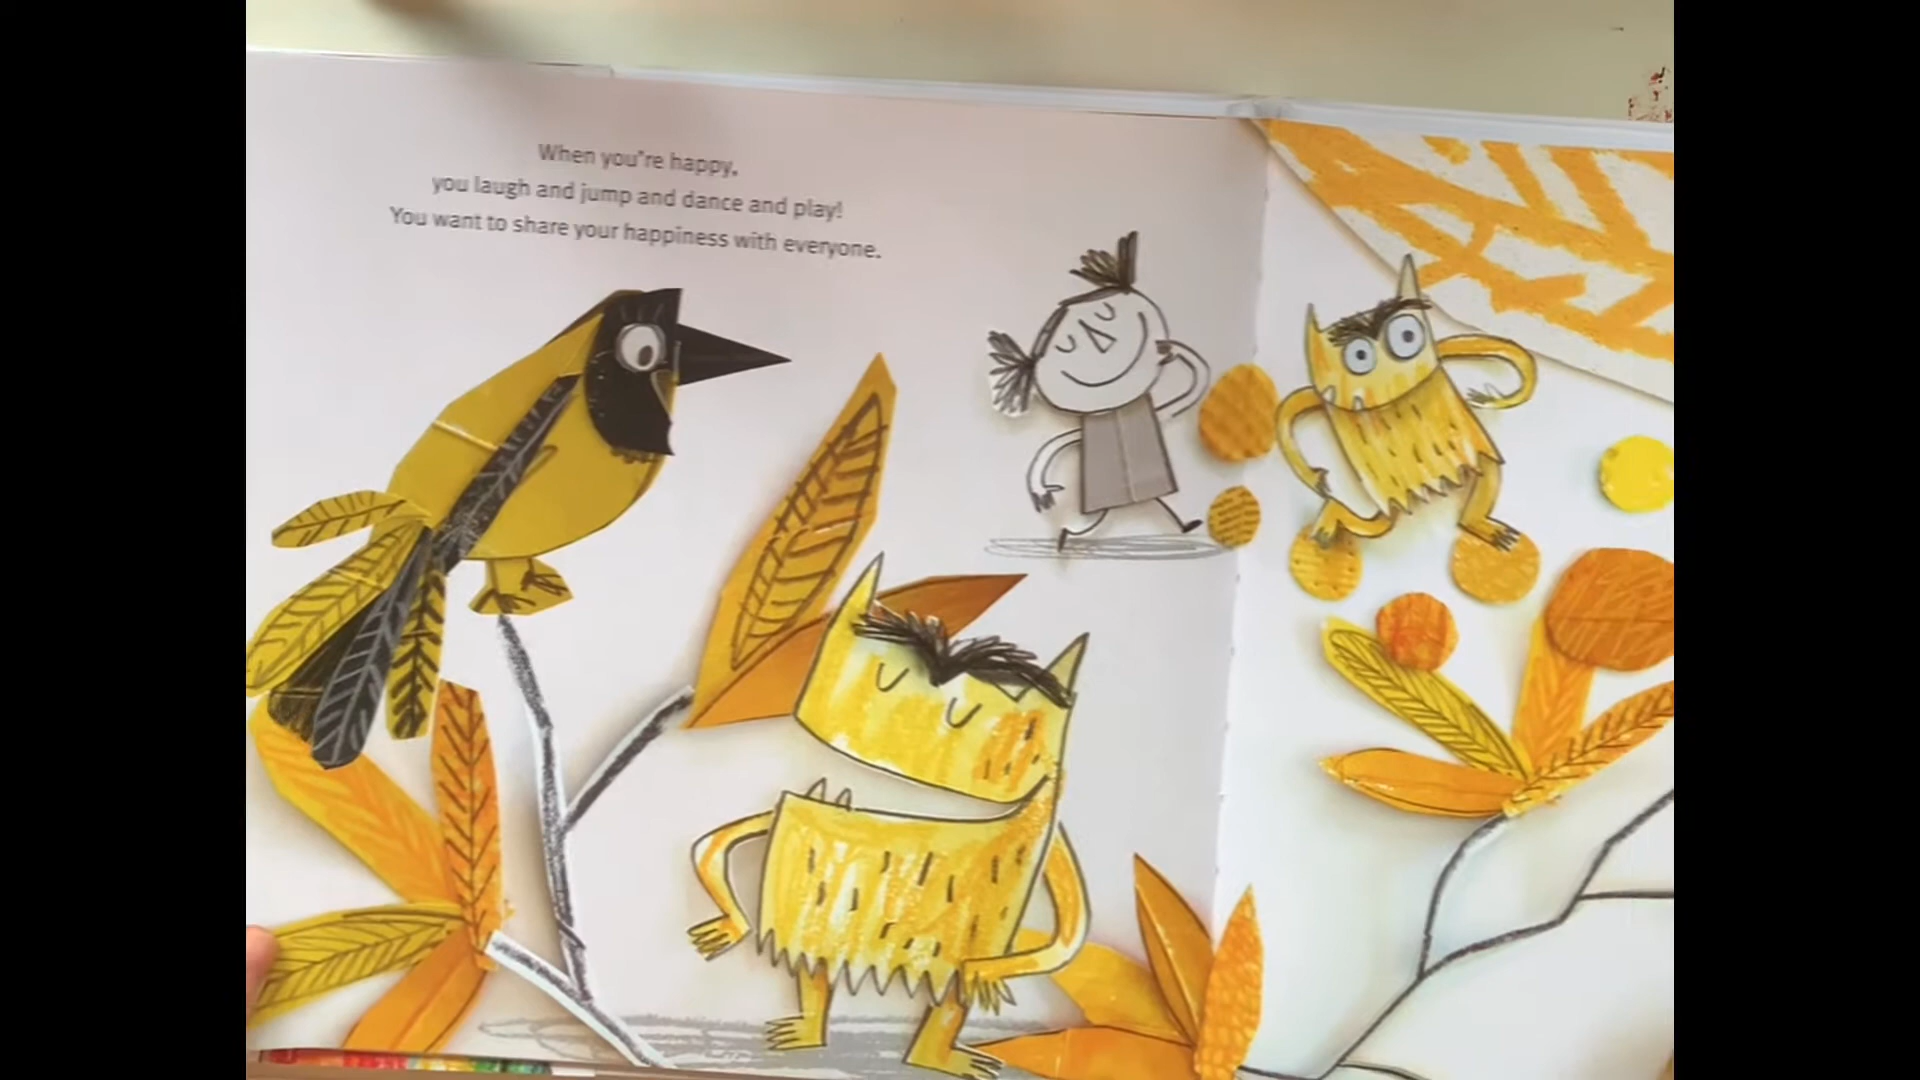 When you're happy,
you laugh and jump and dance and play!
You want to share your happiness with everyone.